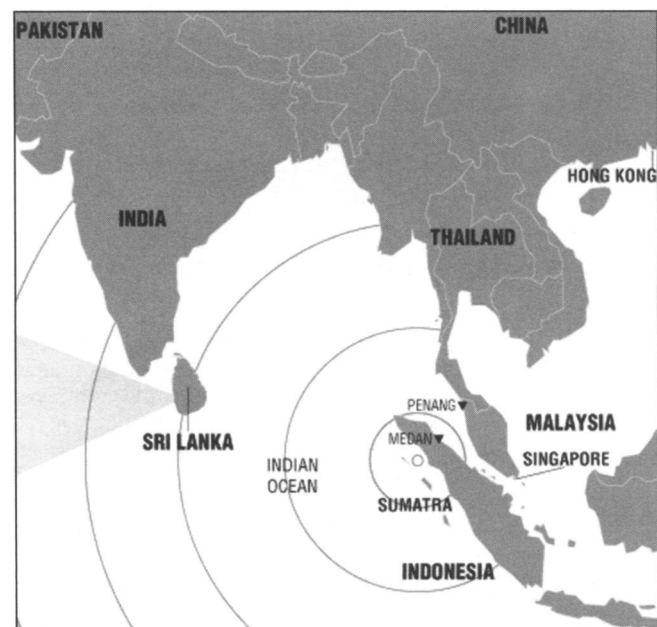 PAKISTAN
CHINA
HONG KONG
INDIA
THAILAND
PENANG
MALAYSIA
MEDAN
SRI LANKA
SINGAPORE
INDIAN
OCEAN
SUMATRA
INDONESIA